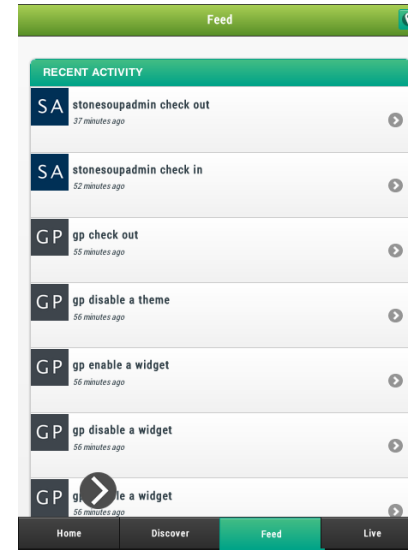 Feed
RECENT ACTIVITY
SA
stonesoupadmin check out
37 minutes ago
SA
stonesoupadmin check in
52 minutes ago
GP
gp check out
55 minutes ago
GP
gp disable a theme
56 minutes ago
GP
gp enable a widget
56 minutes ago
GP
gp disable a widget
56 minutes ago
GP
a widget
56 minutes ago
Home Discover Feed Live